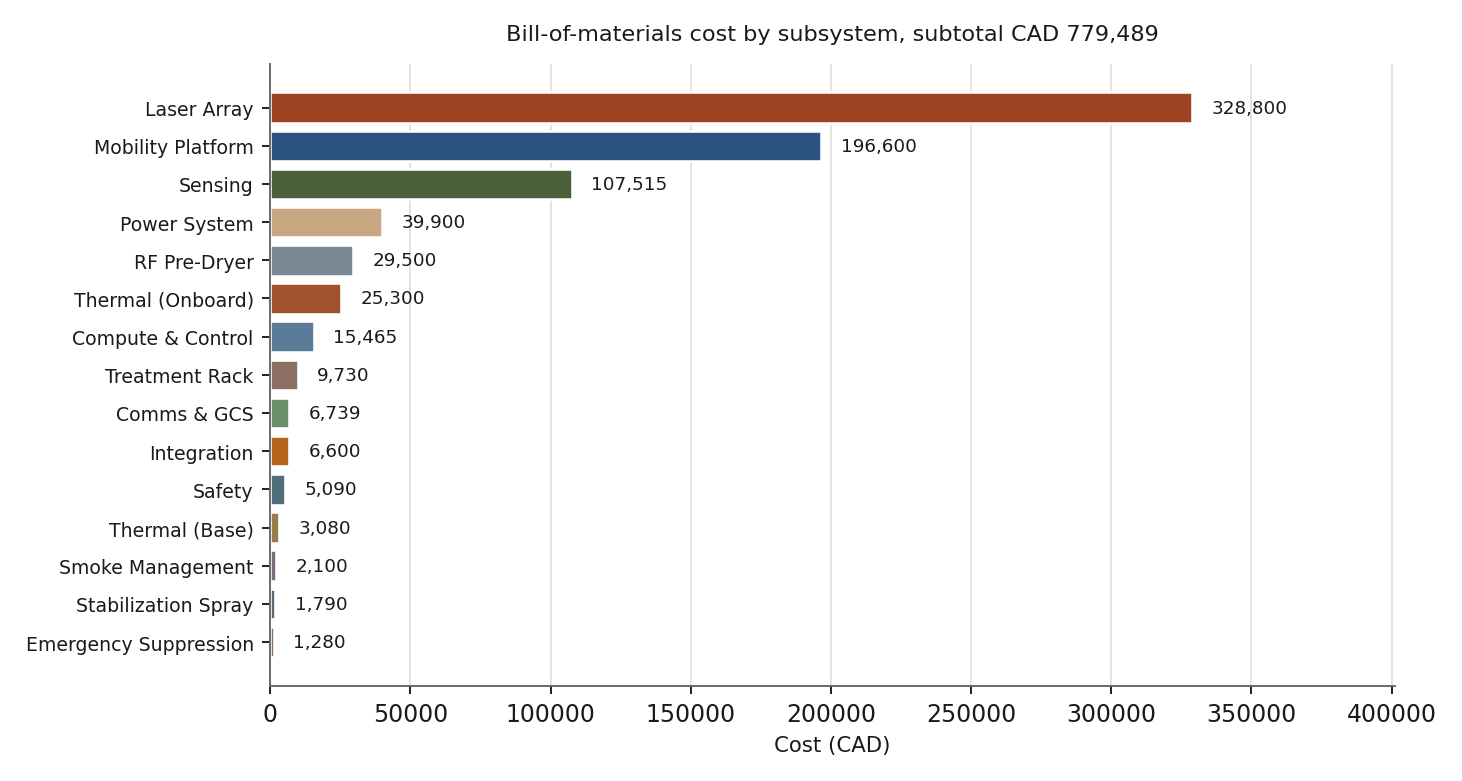 Bill-of-materials cost by subsystem, subtotal CAD 779,489
Laser Array 328,800
Mobility Platform 196,600
Sensing 107,515
Power System 39,900
RF Pre-Dryer 29,500
Thermal (Onboard) 25,300
Compute & Control 15,465
Treatment Rack 9,730
Comms & GCS 6,739
Integration 6,600
Safety 5,090
Thermal (Base) 3,080
Smoke Management 2,100
Stabilization Spray 1,790
Emergency Suppression 1,280
0 50000 100000 150000 200000 250000 300000 350000 400000
Cost (CAD)